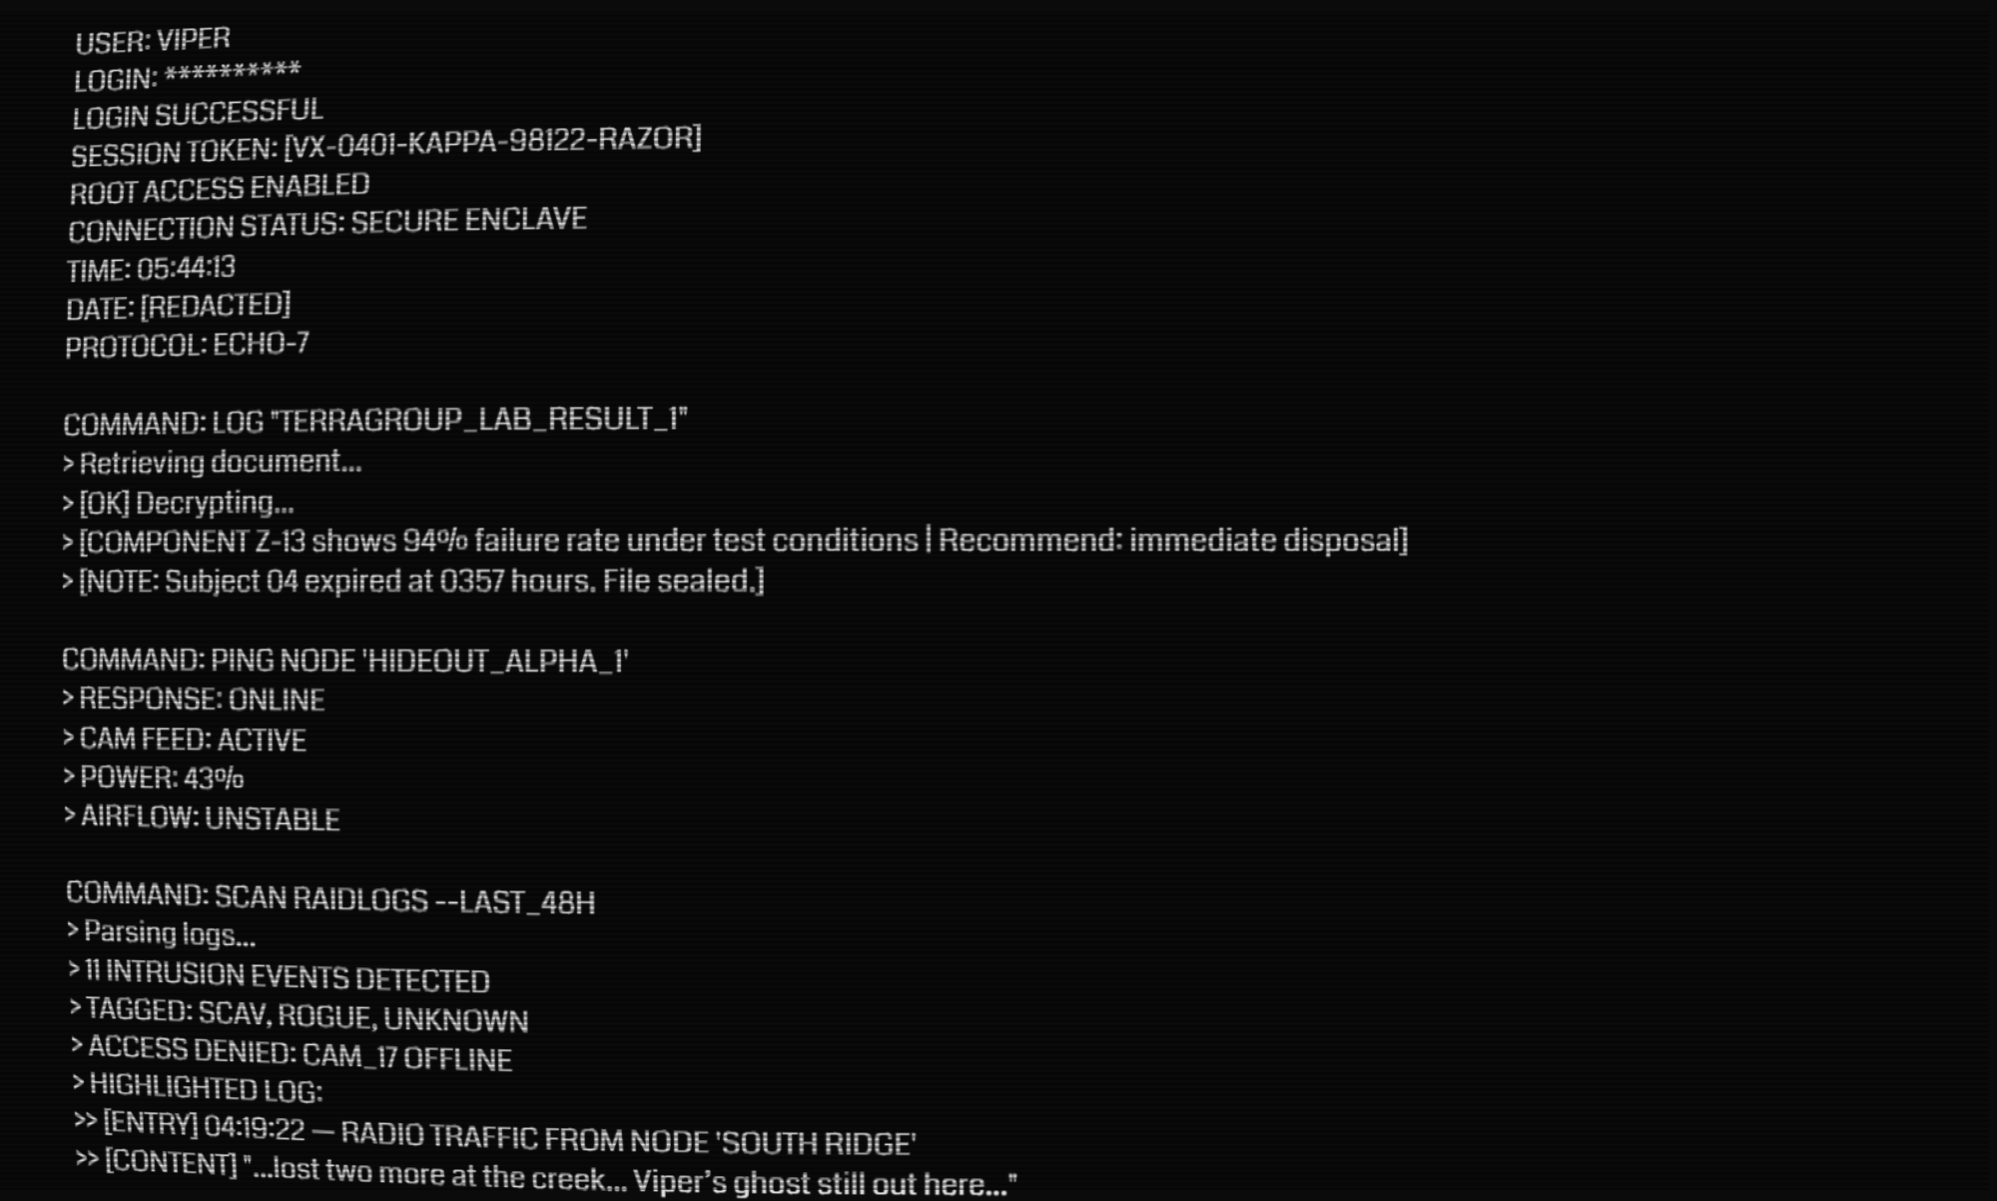 USER: VIPER
LOGIN: **********
LOGIN SUCCESSFUL
SESSION TOKEN: [VX-0401-KAPPA-98122-RAZOR]
ROOT ACCESS ENABLED
CONNECTION STATUS: SECURE ENCLAVE
TIME: 05:44:13
DATE: [REDACTED]
PROTOCOL: ECHO-7
COMMAND: LOG "TERRAGROUP_LAB_RESULT_1"
> Retrieving document...
> [OK] Decrypting...
> [COMPONENT Z-13 shows 94% failure rate under test conditions | Recommend: immediate disposal]
> [NOTE: Subject 04 expired at 0357 hours. File sealed.]
COMMAND: PING NODE 'HIDEOUT_ALPHA_1'
> RESPONSE: ONLINE
> CAM FEED: ACTIVE
> POWER: 43%
> AIRFLOW: UNSTABLE
COMMAND: SCAN RAIDLOGS --LAST_48H
> Parsing logs...
> 11 INTRUSION EVENTS DETECTED
> TAGGED: SCAV, ROGUE, UNKNOWN
> ACCESS DENIED: CAM_17 OFFLINE
> HIGHLIGHTED LOG:
>> [ENTRY] 04:19:22 — RADIO TRAFFIC FROM NODE 'SOUTH RIDGE'
>> [CONTENT] "...lost two more at the creek... Viper's ghost still out here..."